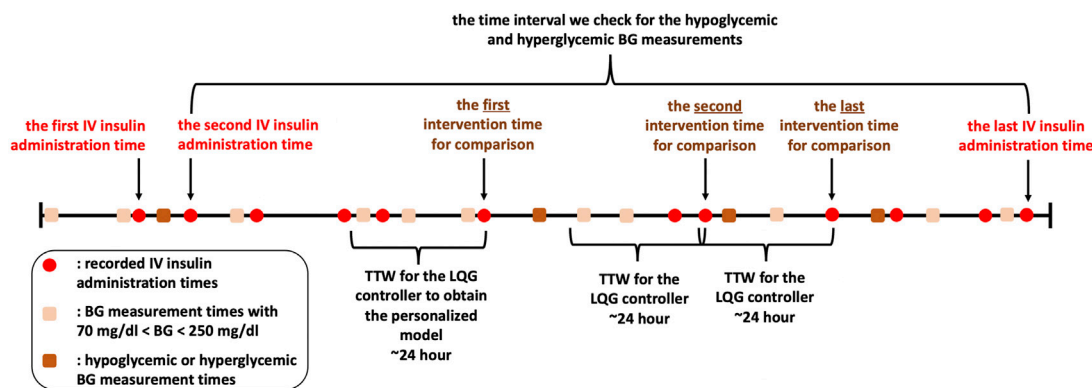 the time interval we check for the hypoglycemic
and hyperglycemic BG measurements
the first IV insulin
administration time
the second IV insulin
administration time
the first
intervention time
for comparison
the second
intervention time
for comparison
the last
intervention time
for comparison
the last IV insulin
administration time
TTW for the LQG
controller to obtain
the personalized
model
~24 hour
TTW for the
LQG controller
~24 hour
TTW for the
LQG controller
~24 hour
: recorded IV insulin
administration times
: BG measurement times with
70 mg/dl < BG < 250 mg/dl
: hypoglycemic or hyperglycemic
BG measurement times